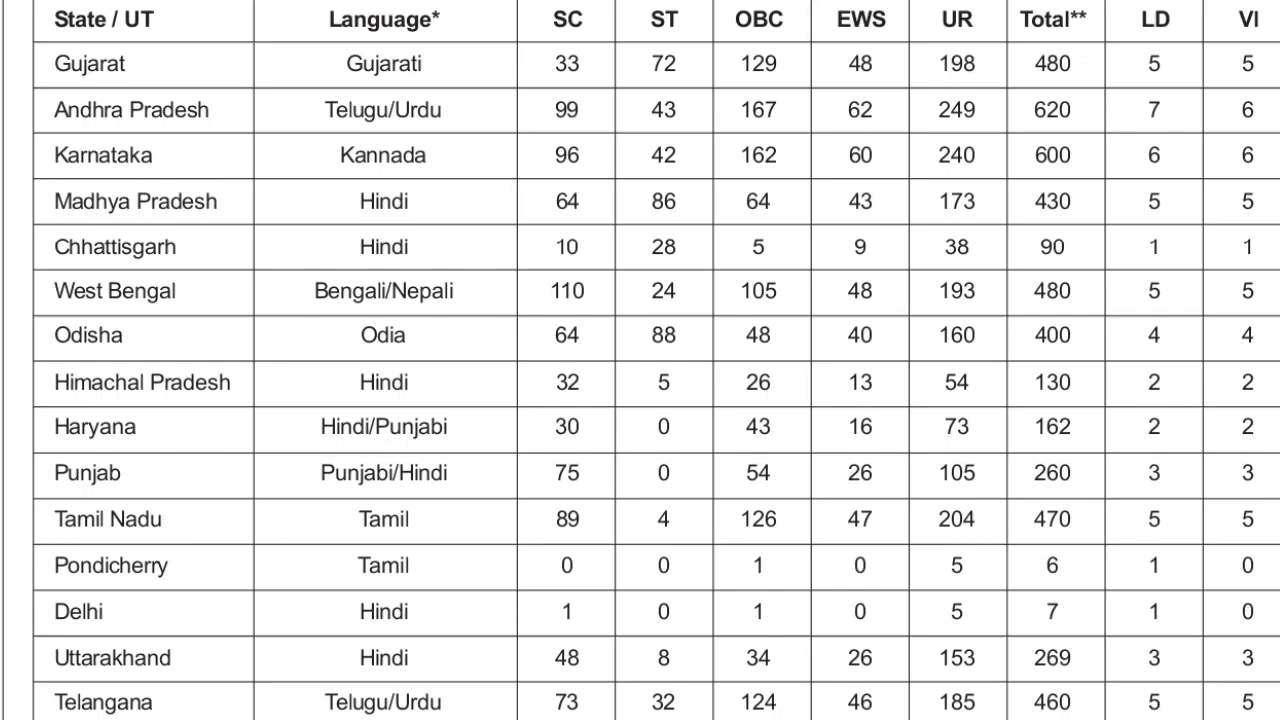 State / UT Language* SC ST OBC EWS UR Total** LD VI
Gujarat Gujarati 33 72 129 48 198 480 5 5
Andhra Pradesh Telugu/Urdu 99 43 167 62 249 620 7 6
Karnataka Kannada 96 42 162 60 240 600 6 6
Madhya Pradesh Hindi 64 86 64 43 173 430 5 5
Chhattisgarh Hindi 10 28 5 9 38 90 1 1
West Bengal Bengali/Nepali 110 24 105 48 193 480 5 5
Odisha Odia 64 88 48 40 160 400 4 4
Himachal Pradesh Hindi 32 5 26 13 54 130 2 2
Haryana Hindi/Punjabi 30 0 43 16 73 162 2 2
Punjab Punjabi/Hindi 75 0 54 26 105 260 3 3
Tamil Nadu Tamil 89 4 126 47 204 470 5 5
Pondicherry Tamil 0 0 1 0 5 6 1 0
Delhi Hindi 1 0 1 0 5 7 1 0
Uttarakhand Hindi 48 8 34 26 153 269 3 3
Telangana Telugu/Urdu 73 32 124 46 185 460 5 5